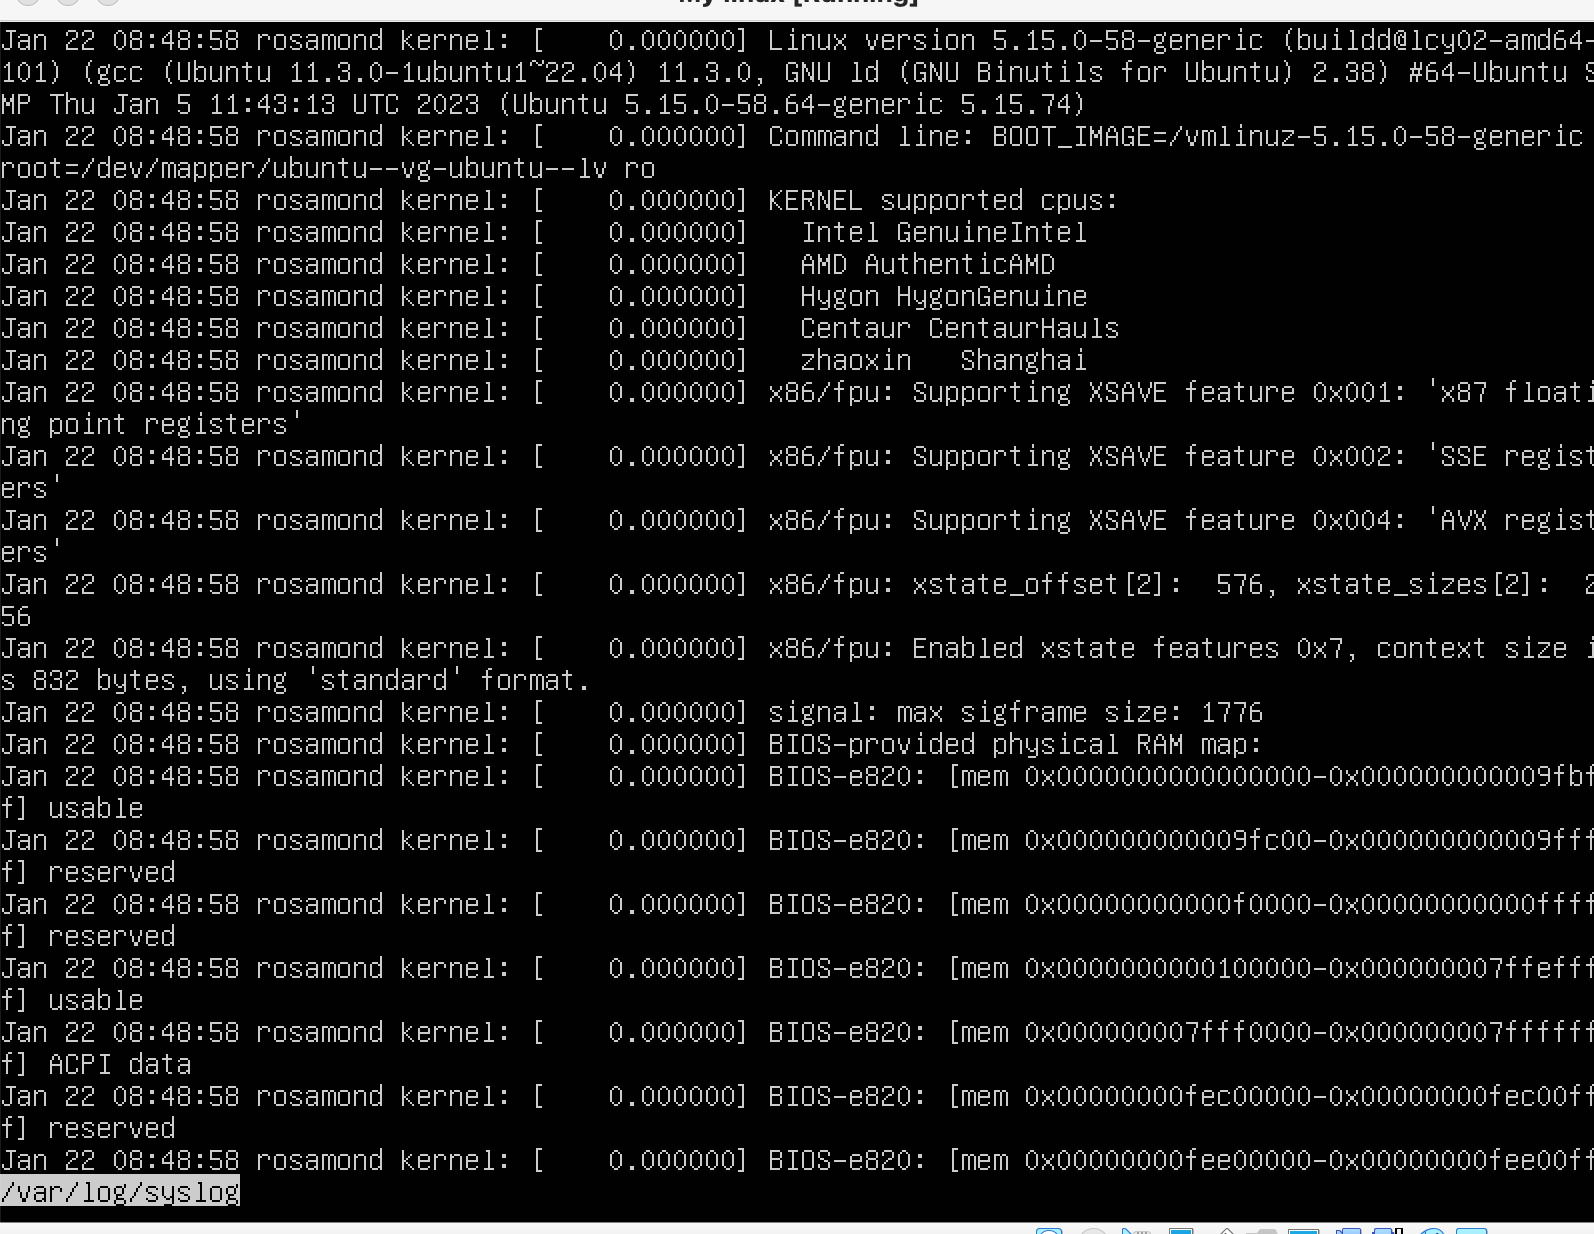 My linux [Running]
Jan 22 08:48:58 rosamond kernel: [    0.000000] Linux version 5.15.0-58-generic (buildd@lcy02-amd64-
101) (gcc (Ubuntu 11.3.0-1ubuntu1~22.04) 11.3.0, GNU ld (GNU Binutils for Ubuntu) 2.38) #64-Ubuntu S
MP Thu Jan 5 11:43:13 UTC 2023 (Ubuntu 5.15.0-58.64-generic 5.15.74)
Jan 22 08:48:58 rosamond kernel: [    0.000000] Command line: BOOT_IMAGE=/vmlinuz-5.15.0-58-generic
root=/dev/mapper/ubuntu--vg-ubuntu--lv ro
Jan 22 08:48:58 rosamond kernel: [    0.000000] KERNEL supported cpus:
Jan 22 08:48:58 rosamond kernel: [    0.000000]   Intel GenuineIntel
Jan 22 08:48:58 rosamond kernel: [    0.000000]   AMD AuthenticAMD
Jan 22 08:48:58 rosamond kernel: [    0.000000]   Hygon HygonGenuine
Jan 22 08:48:58 rosamond kernel: [    0.000000]   Centaur CentaurHauls
Jan 22 08:48:58 rosamond kernel: [    0.000000]   zhaoxin   Shanghai
Jan 22 08:48:58 rosamond kernel: [    0.000000] x86/fpu: Supporting XSAVE feature 0x001: 'x87 floati
ng point registers'
Jan 22 08:48:58 rosamond kernel: [    0.000000] x86/fpu: Supporting XSAVE feature 0x002: 'SSE regist
ers'
Jan 22 08:48:58 rosamond kernel: [    0.000000] x86/fpu: Supporting XSAVE feature 0x004: 'AVX regist
ers'
Jan 22 08:48:58 rosamond kernel: [    0.000000] x86/fpu: xstate_offset[2]:  576, xstate_sizes[2]:  2
56
Jan 22 08:48:58 rosamond kernel: [    0.000000] x86/fpu: Enabled xstate features 0x7, context size i
s 832 bytes, using 'standard' format.
Jan 22 08:48:58 rosamond kernel: [    0.000000] signal: max sigframe size: 1776
Jan 22 08:48:58 rosamond kernel: [    0.000000] BIOS-provided physical RAM map:
Jan 22 08:48:58 rosamond kernel: [    0.000000] BIOS-e820: [mem 0x0000000000000000-0x000000000009fbf
f] usable
Jan 22 08:48:58 rosamond kernel: [    0.000000] BIOS-e820: [mem 0x000000000009fc00-0x000000000009fff
f] reserved
Jan 22 08:48:58 rosamond kernel: [    0.000000] BIOS-e820: [mem 0x00000000000f0000-0x00000000000ffff
f] reserved
Jan 22 08:48:58 rosamond kernel: [    0.000000] BIOS-e820: [mem 0x0000000000100000-0x000000007ffefff
f] usable
Jan 22 08:48:58 rosamond kernel: [    0.000000] BIOS-e820: [mem 0x000000007fff0000-0x000000007ffffff
f] ACPI data
Jan 22 08:48:58 rosamond kernel: [    0.000000] BIOS-e820: [mem 0x00000000fec00000-0x00000000fec00ff
f] reserved
Jan 22 08:48:58 rosamond kernel: [    0.000000] BIOS-e820: [mem 0x00000000fee00000-0x00000000fee00ff
/var/log/syslog